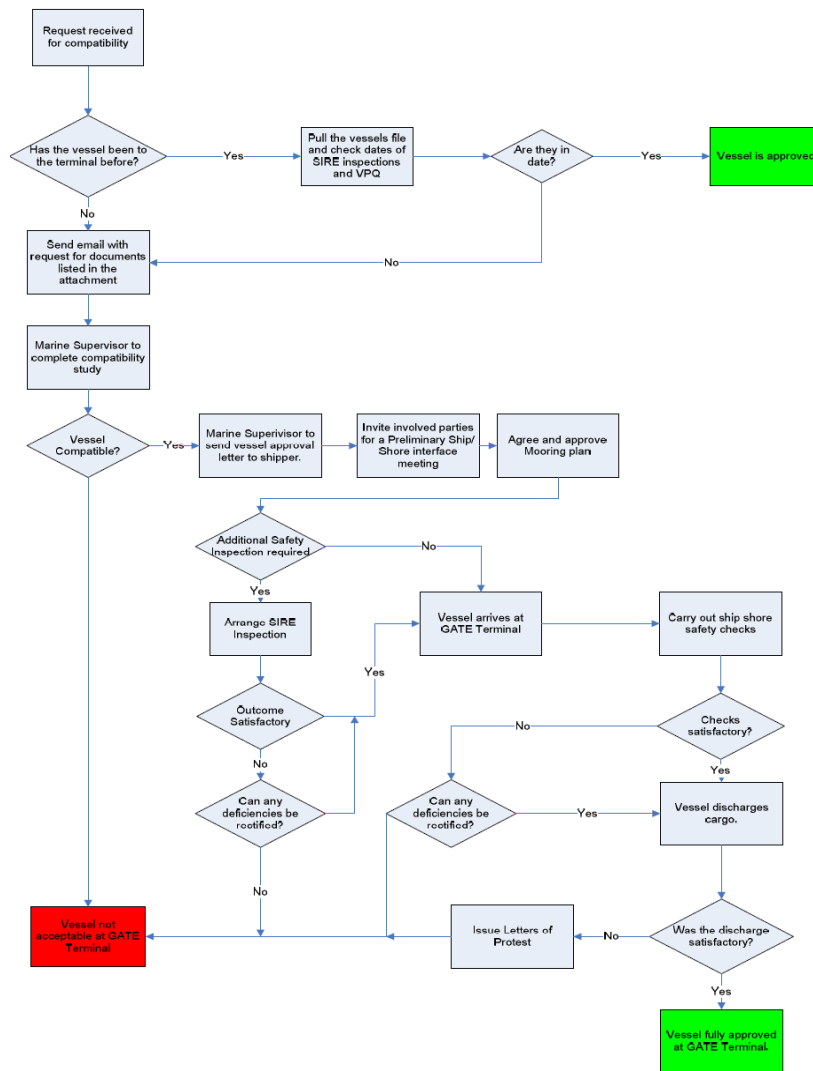 Request received
for compatibility
Has the vessel been to
the terminal before?
Yes
Pull the vessels file
and check dates of
SIRE inspections
and VPQ
Are they in
date?
Yes
Vessel is approved
No
Send email with
request for documents
listed in the
attachment
No
Marine Supervisor to
complete compatibility
study
Vessel
Compatible?
Yes
Marine Superivisor to
send vessel approval
letter to shipper.
Invite involved parties
for a Preliminary Ship/
Shore interface
meeting
Agree and approve
Mooring plan
Additional Safety
Inspection required
No
Yes
Arrange SIRE
Inspection
Vessel arrives at
GATE Terminal
Carry out ship shore
safety checks
Yes
Outcome
Satisfactory
Checks
satisfactory?
No
No
Yes
Can any
deficiencies be
rectified?
Can any
deficiencies be
rectified?
Yes
Vessel discharges
cargo.
No
Vessel not
acceptable at GATE
Terminal
Issue Letters of
Protest
No
Was the discharge
satisfactory?
Yes
Vessel fully approved
at GATE Terminal.